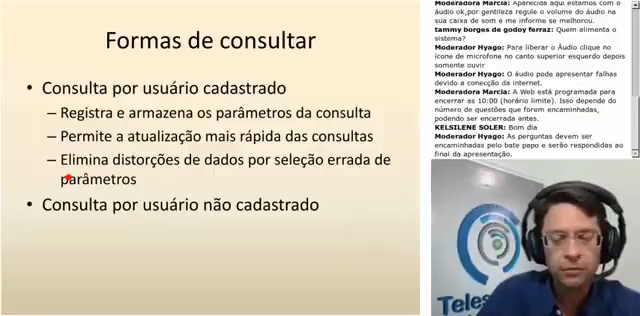 Formas de consultar
• Consulta por usuário cadastrado
– Registra e armazena os parâmetros da consulta
– Permite a atualização mais rápida das consultas
– Elimina distorções de dados por seleção errada de
parâmetros
• Consulta por usuário não cadastrado
Moderadora Marcia: Aparecida aqui estamos com o
áudio ok,por gentileza regule o volume do áudio na
sua caixa de som e me informe se melhorou.
tammy borges de godoy ferraz: Quem alimenta o
sistema?
Moderador Hyago: Para liberar o Áudio clique no
ícone de microfone no canto superior esquerdo depois
somente ouvir
Moderador Hyago: O áudio pode apresentar falhas
devido a conecção da internet.
Moderadora Marcia: A Web está programada para
encerrar as 10:00 (horário limite). Isso depende do
número de questões que forem encaminhadas,
podendo ser encerrada antes.
KELSILENE SOLER: Bom dia
Moderador Hyago: As perguntas devem ser
encaminhadas pelo bate papo e serão respondidas ao
final da apresentação.